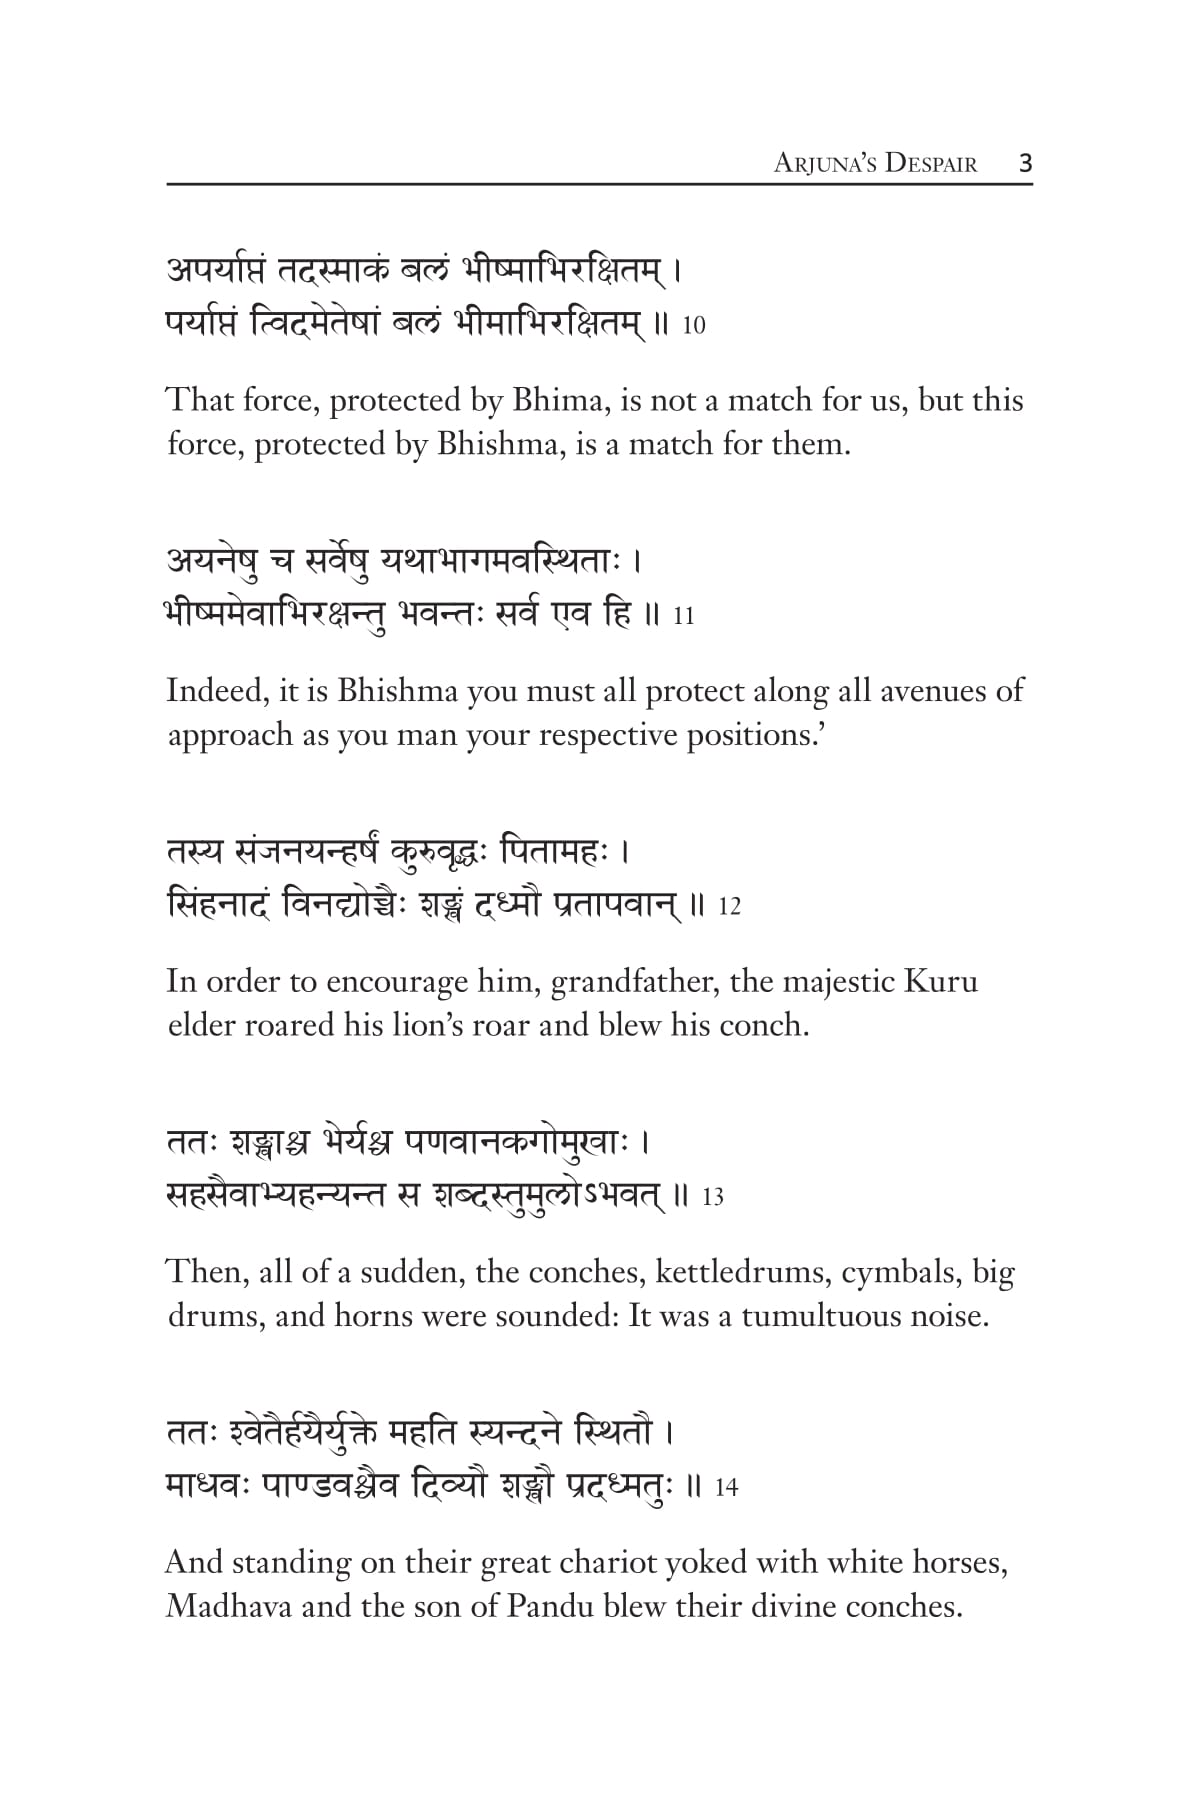 ARJUNA’S DESPAIR 3
अपर्याप्तं तदस्माकं बलं भीष्माभिरक्षितम् ।
पर्याप्तं त्विदमेतेषां बलं भीमाभिरक्षितम् ॥ 10
That force, protected by Bhima, is not a match for us, but this
force, protected by Bhishma, is a match for them.
अयनेषु च सर्वेषु यथाभागमवस्थिताः ।
भीष्ममेवाभिरक्षन्तु भवन्तः सर्व एव हि ॥ 11
Indeed, it is Bhishma you must all protect along all avenues of
approach as you man your respective positions.’
तस्य संजनयन्हर्षं कुरुवृद्धः पितामहः ।
सिंहनादं विनद्योच्चैः शङ्खं दध्मौ प्रतापवान् ॥ 12
In order to encourage him, grandfather, the majestic Kuru
elder roared his lion’s roar and blew his conch.
ततः शङ्खाश्च भेर्यश्च पणवानकगोमुखाः ।
सहसैवाभ्यहन्यन्त स शब्दस्तुमुलोऽभवत् ॥ 13
Then, all of a sudden, the conches, kettledrums, cymbals, big
drums, and horns were sounded: It was a tumultuous noise.
ततः श्वेतैर्हयैर्युक्ते महति स्यन्दने स्थितौ ।
माधवः पाण्डवश्चैव दिव्यौ शङ्खौ प्रदध्मतुः ॥ 14
And standing on their great chariot yoked with white horses,
Madhava and the son of Pandu blew their divine conches.